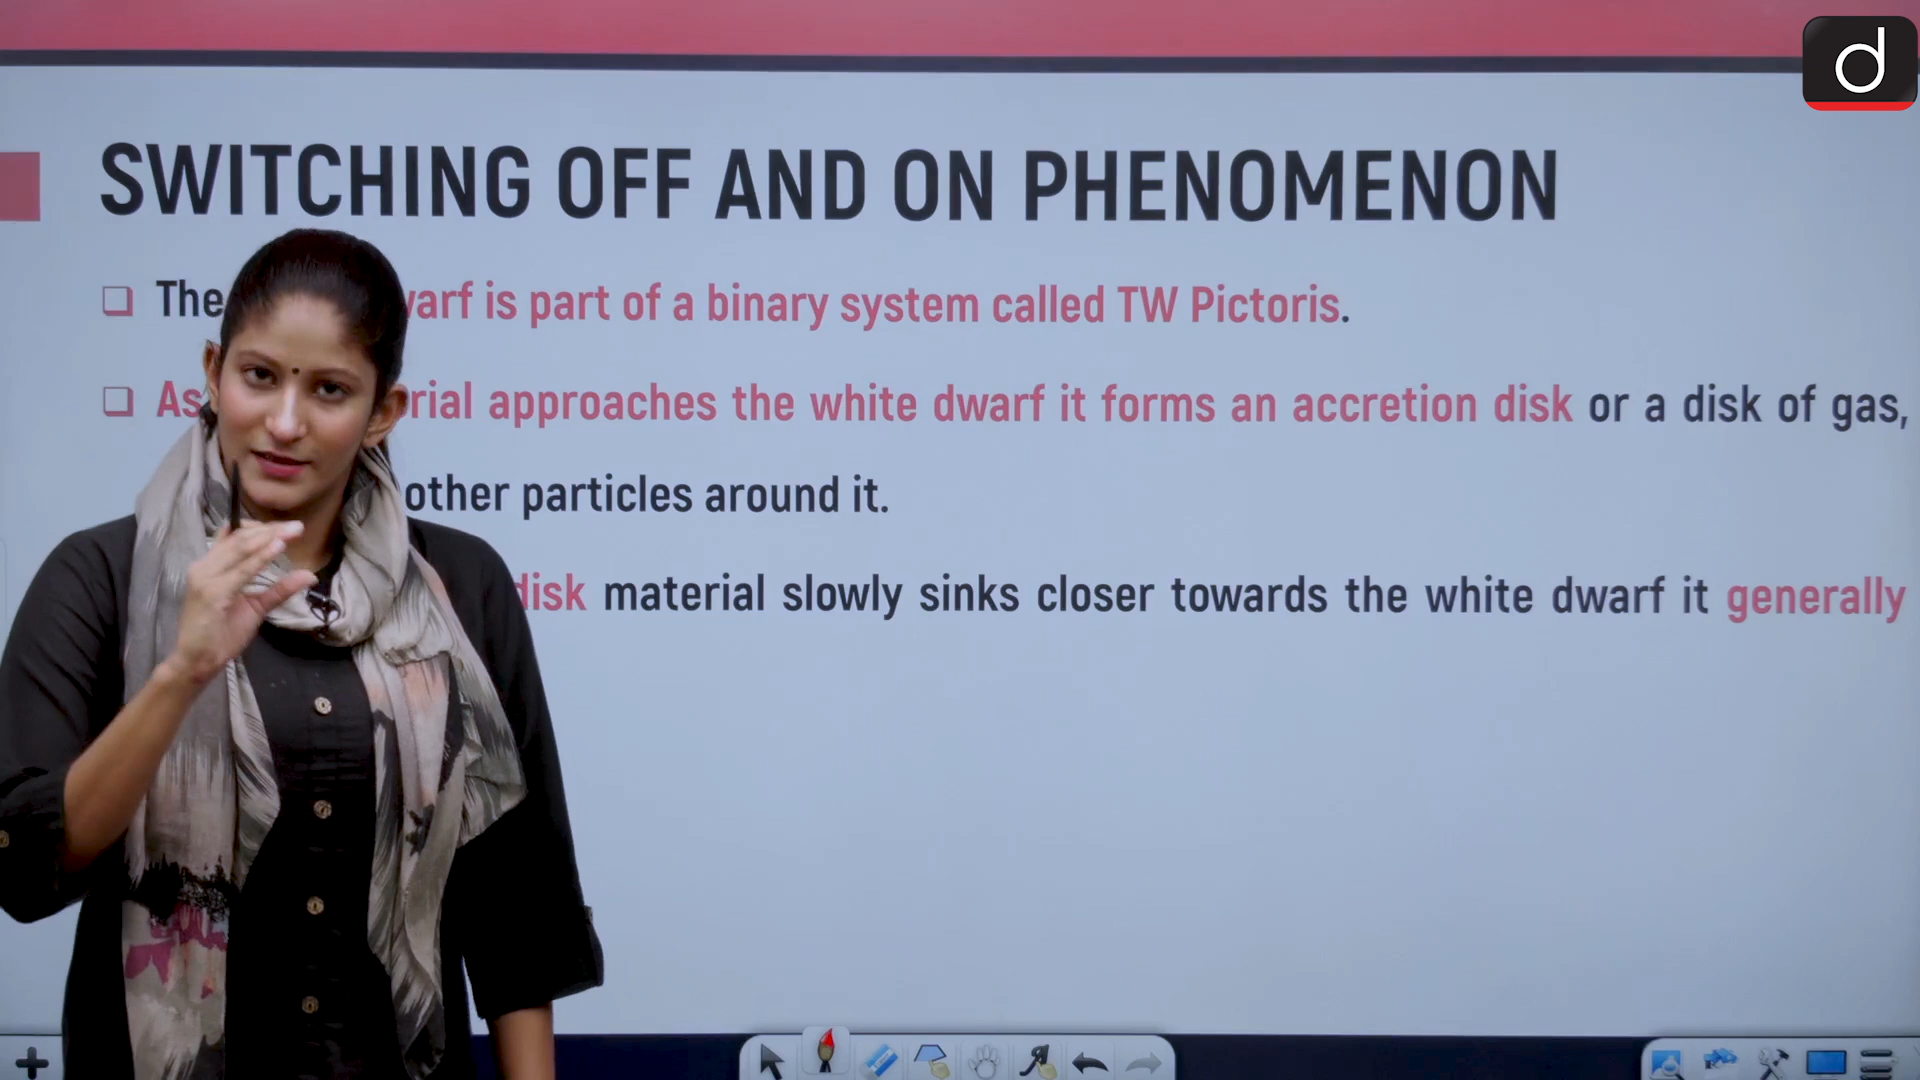 d
SWITCHING OFF AND ON PHENOMENON
The warf is part of a binary system called TW Pictoris.
As rial approaches the white dwarf it forms an accretion disk or a disk of gas,
other particles around it.
disk material slowly sinks closer towards the white dwarf it generally